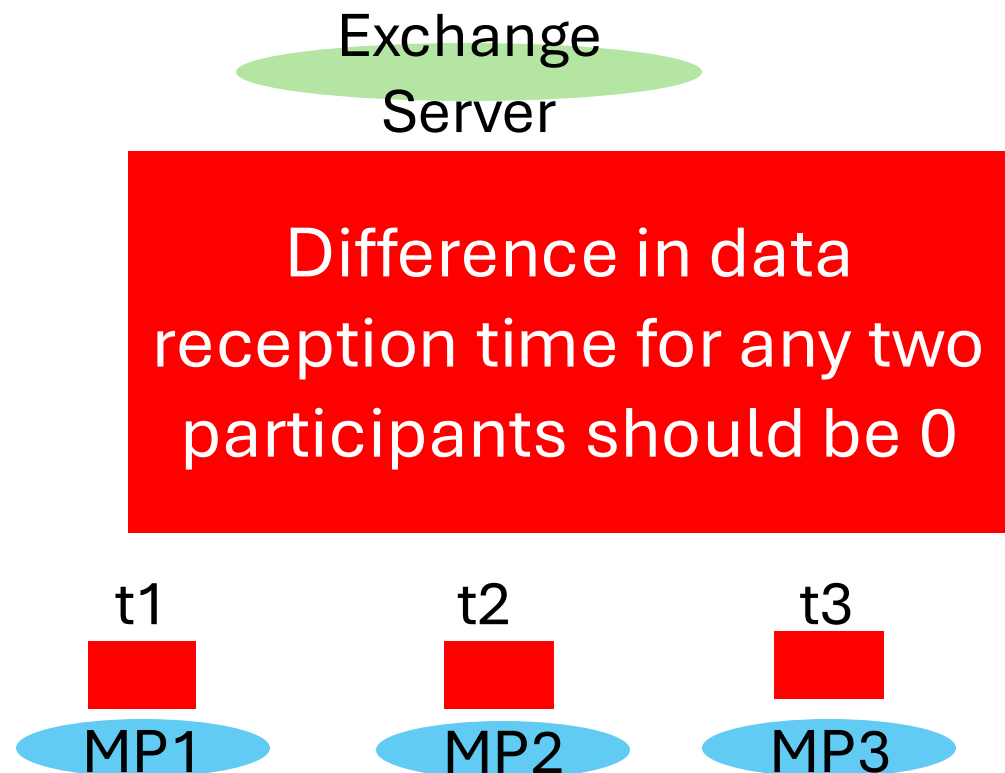 Exchange
Server
Difference in data
reception time for any two
participants should be 0
t1 t2 t3
MP1 MP2 MP3